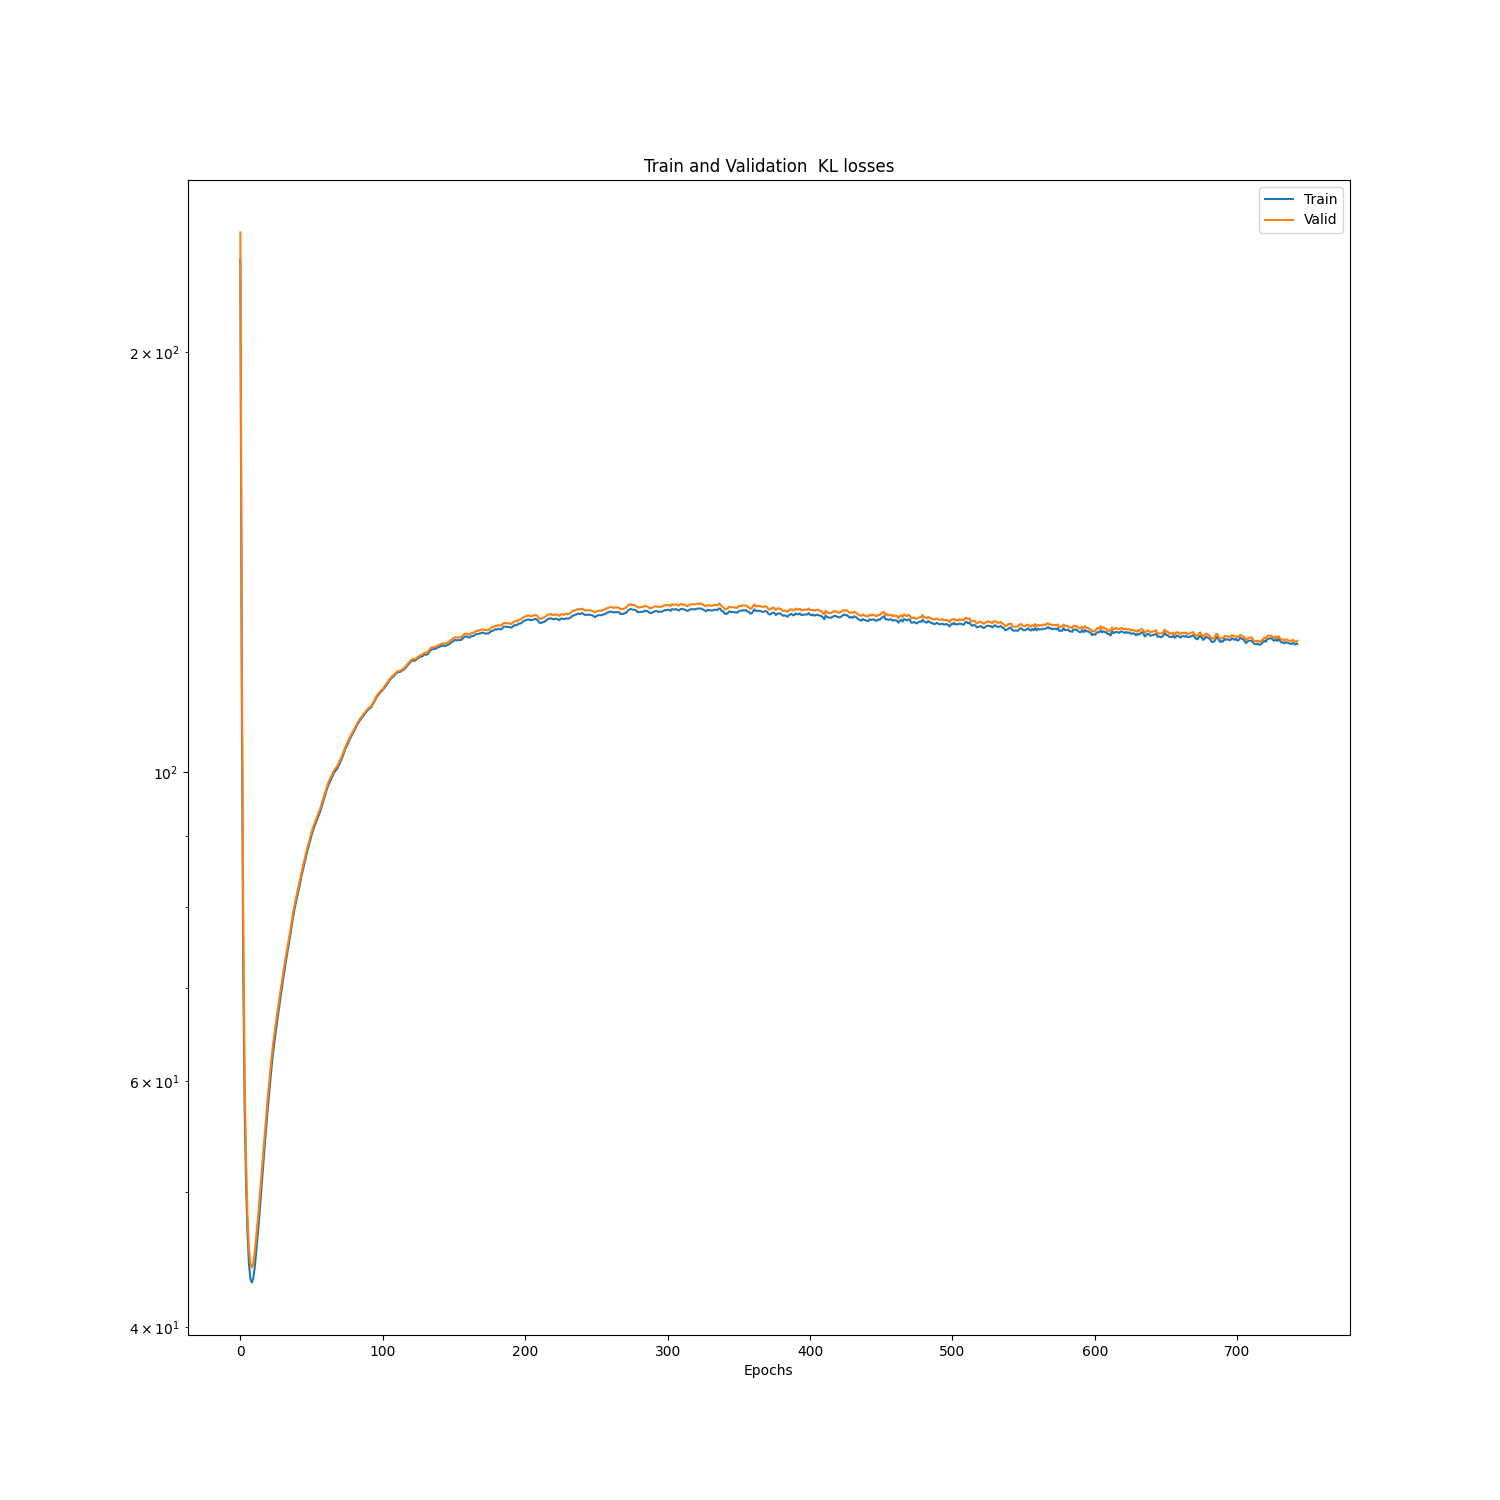 Train and Validation  KL losses
Train
Valid
2 × 10²
10²
6 × 10¹
4 × 10¹
0 100 200 300 400 500 600 700
Epochs